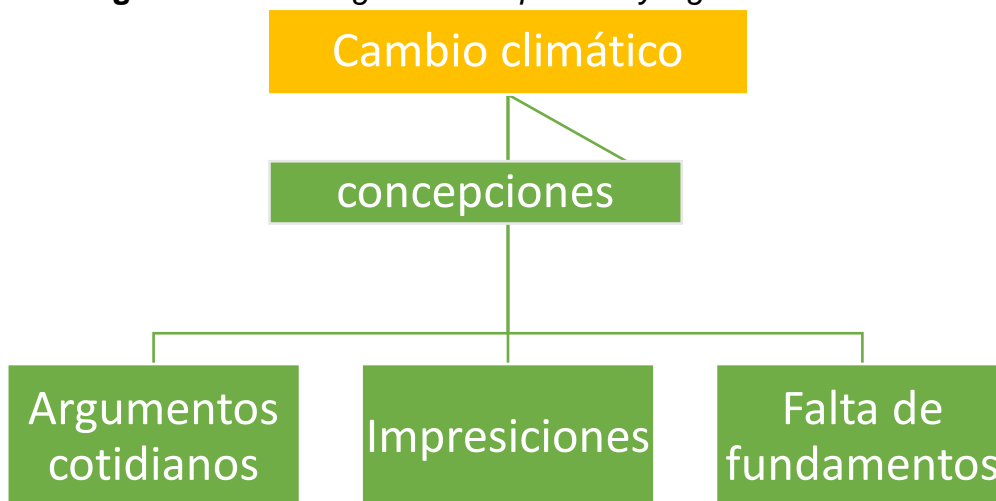 Cambio climático
concepciones
Argumentos
cotidianos
Impresiciones
Falta de
fundamentos